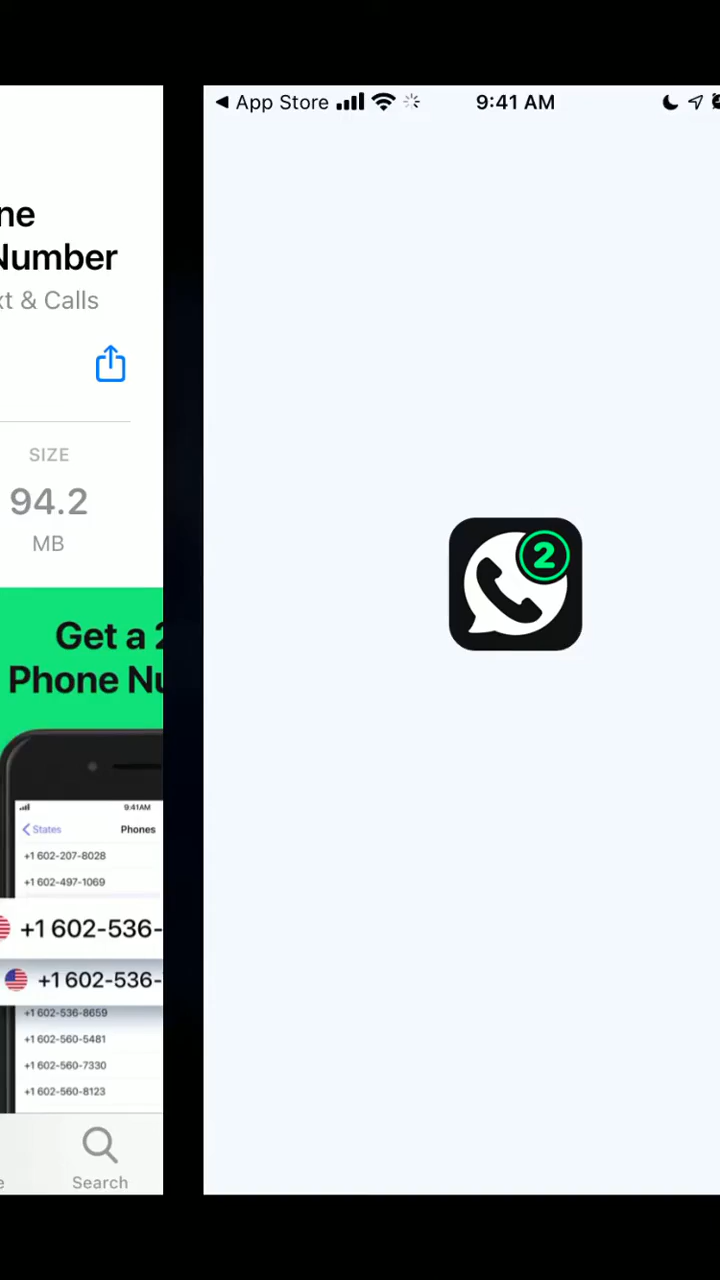 ne
Number
xt & Calls
SIZE
94.2
MB
Get a 2
Phone Nu
9:41AM
States
Phones
+1 602-207-8028
+1 602-497-1069
+1 602-536-
+1 602-536-
+1 602-536-8659
+1 602-560-5481
+1 602-560-7330
+1 602-560-8123
e
Search
App Store
9:41 AM
2